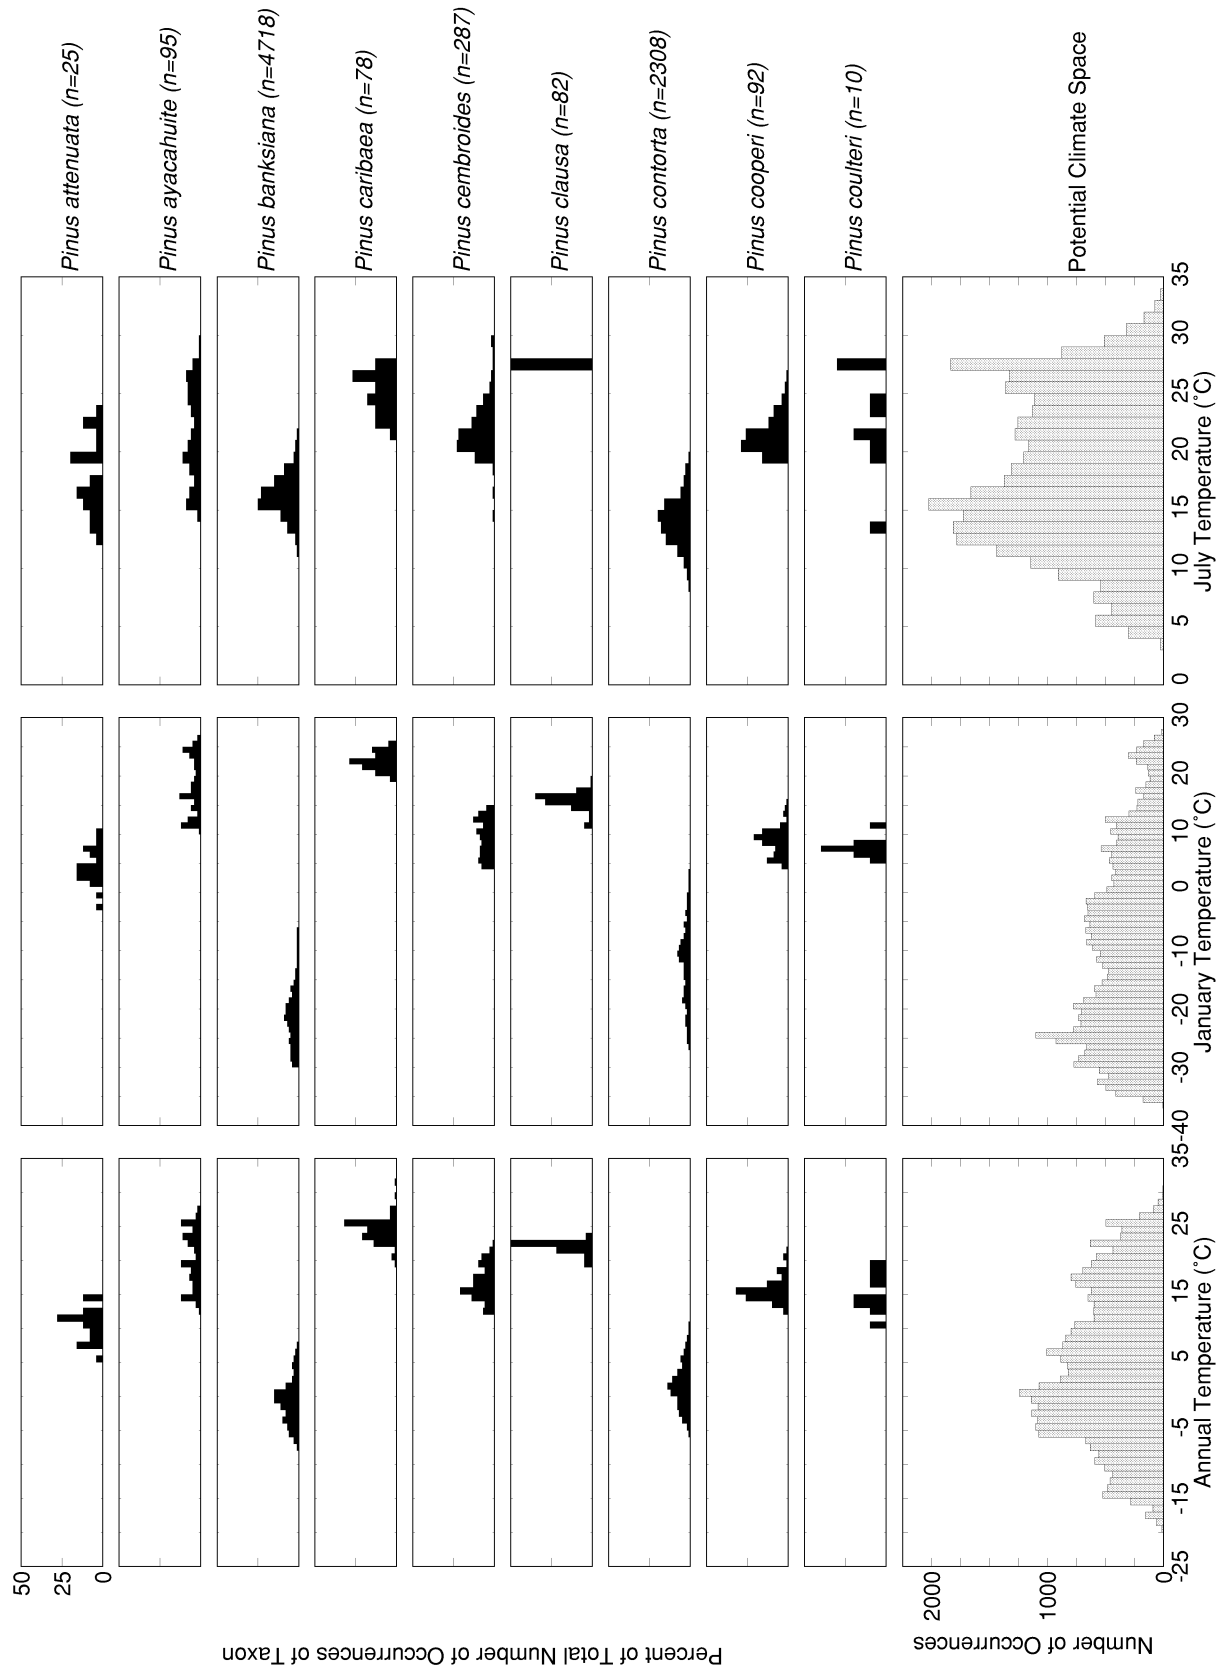 Pinus attenuata (n=25)
Pinus ayacahuite (n=95)
Pinus banksiana (n=4718)
Pinus caribaea (n=78)
Pinus cembroides (n=287)
Pinus clausa (n=82)
Pinus contorta (n=2308)
Pinus cooperi (n=92)
Pinus coulteri (n=10)
Potential Climate Space
50
25
0
Percent of Total Number of Occurrences of Taxon
2000
1000
0
Number of Occurrences
-25 -15 -5 5 15 25 35
Annual Temperature (˚C)
-40 -30 -20 -10 0 10 20 30
January Temperature (˚C)
0 5 10 15 20 25 30 35
July Temperature (˚C)